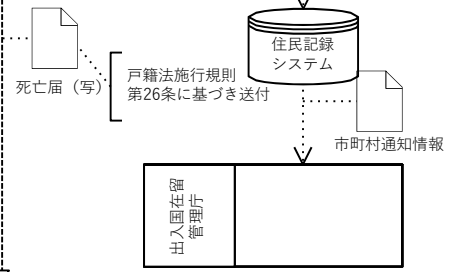 住民記録
システム
死亡届（写）
戸籍法施行規則
第26条に基づき送付
市町村通知情報
出入国在留
管理庁